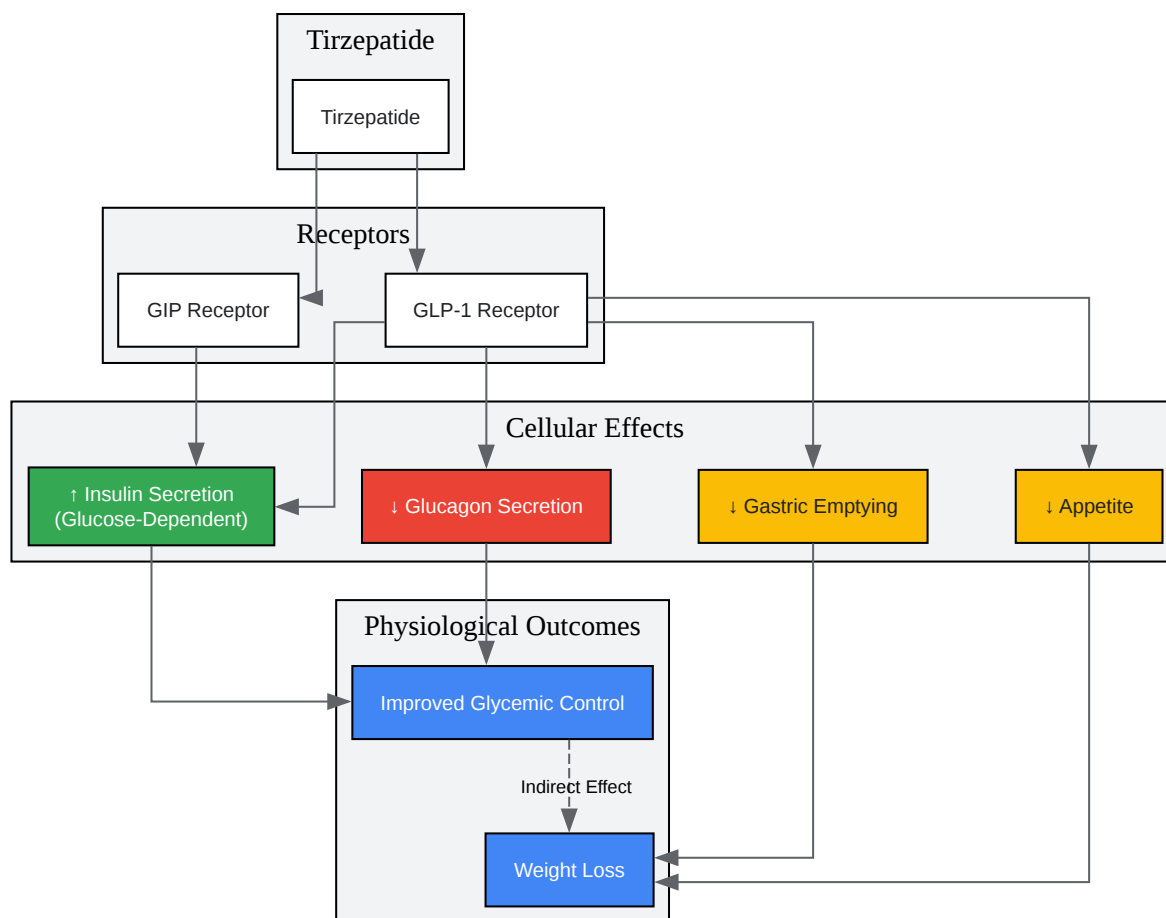 Tirzepatide
Tirzepatide
Receptors
GIP Receptor
GLP-1 Receptor
Cellular Effects
↑ Insulin Secretion
(Glucose-Dependent)
↓ Glucagon Secretion
↓ Gastric Emptying
↓ Appetite
Physiological Outcomes
Improved Glycemic Control
Indirect Effect
Weight Loss